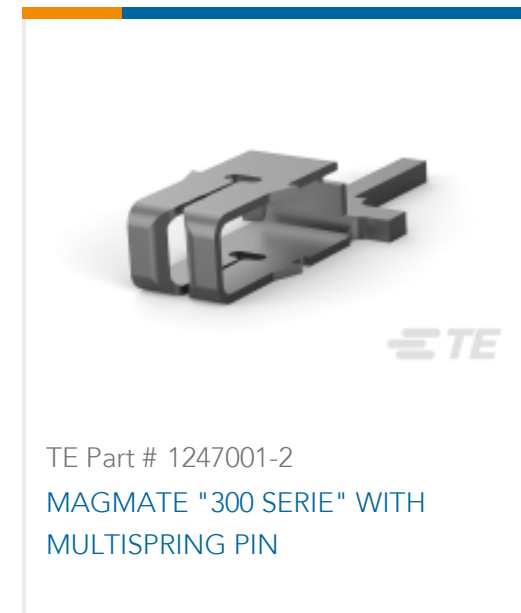 TE
TE Part # 1247001-2
MAGMATE "300 SERIE" WITH
MULTISPRING PIN